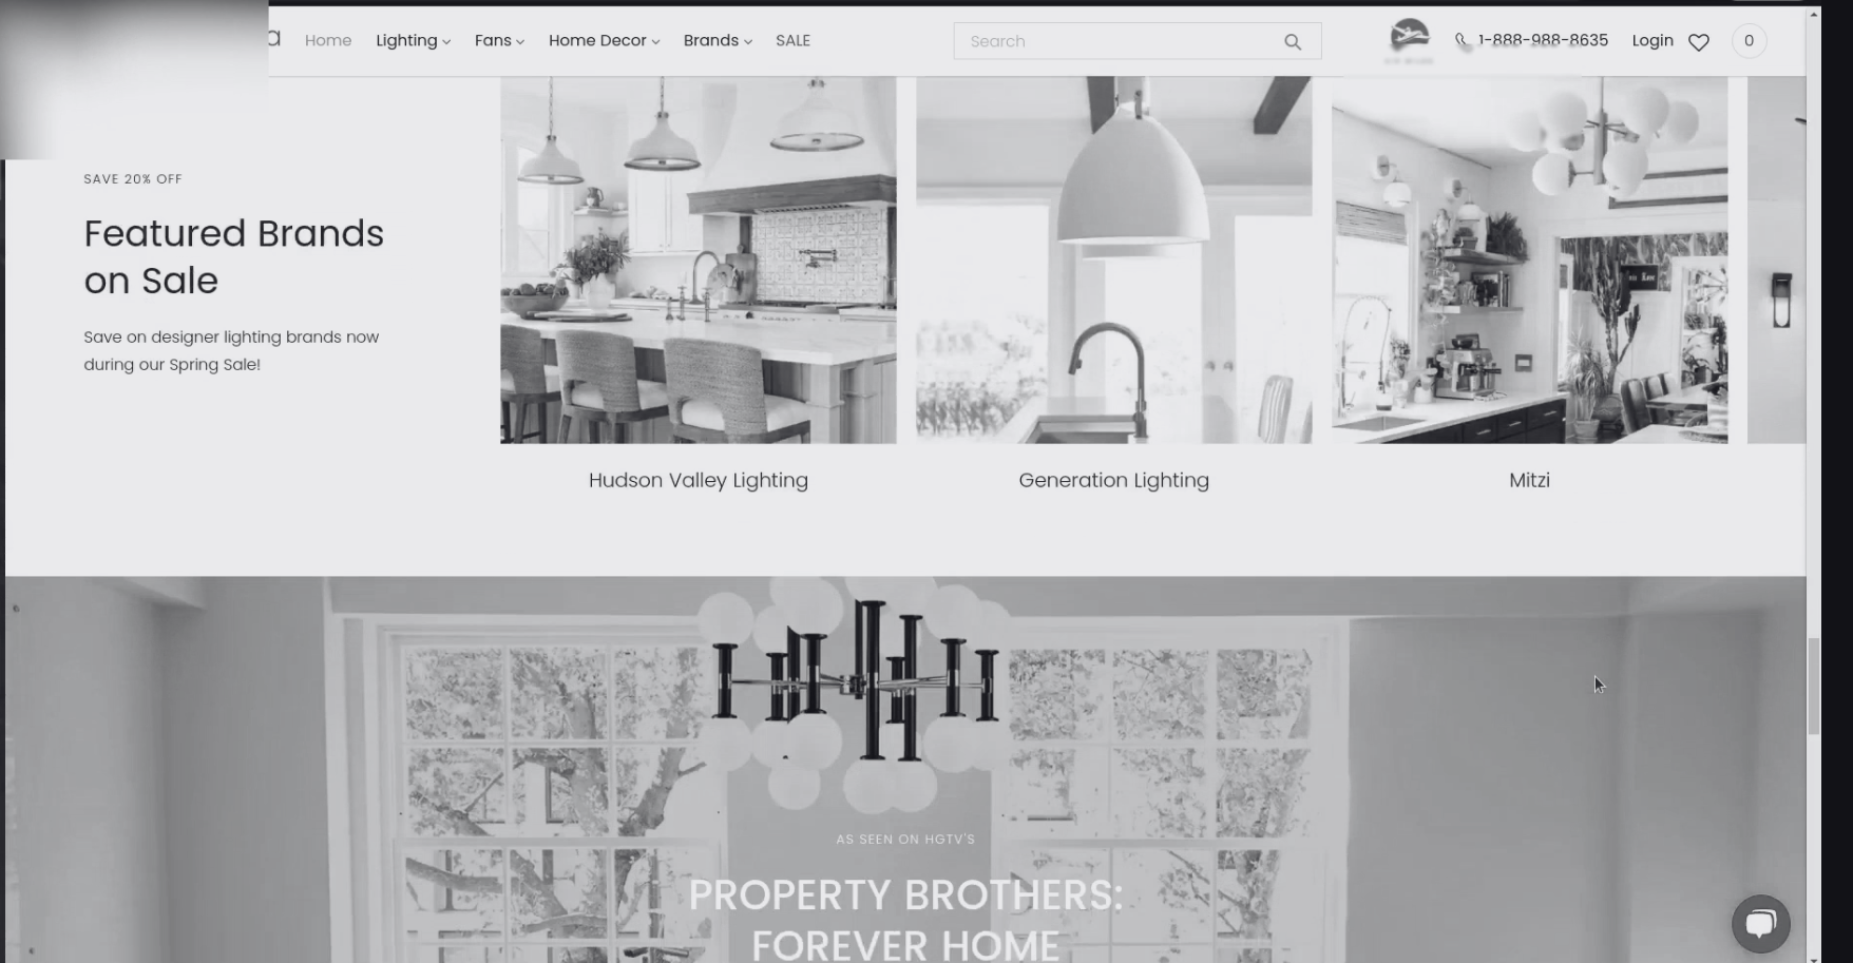 Home
Lighting
Fans
Home Decor
Brands
SALE
Search
1-888-988-8635
Login
0
SAVE 20% OFF
Featured Brands
on Sale
Save on designer lighting brands now
during our Spring Sale!
Hudson Valley Lighting
Generation Lighting
Mitzi
AS SEEN ON HGTV'S
PROPERTY BROTHERS:
FOREVER HOME